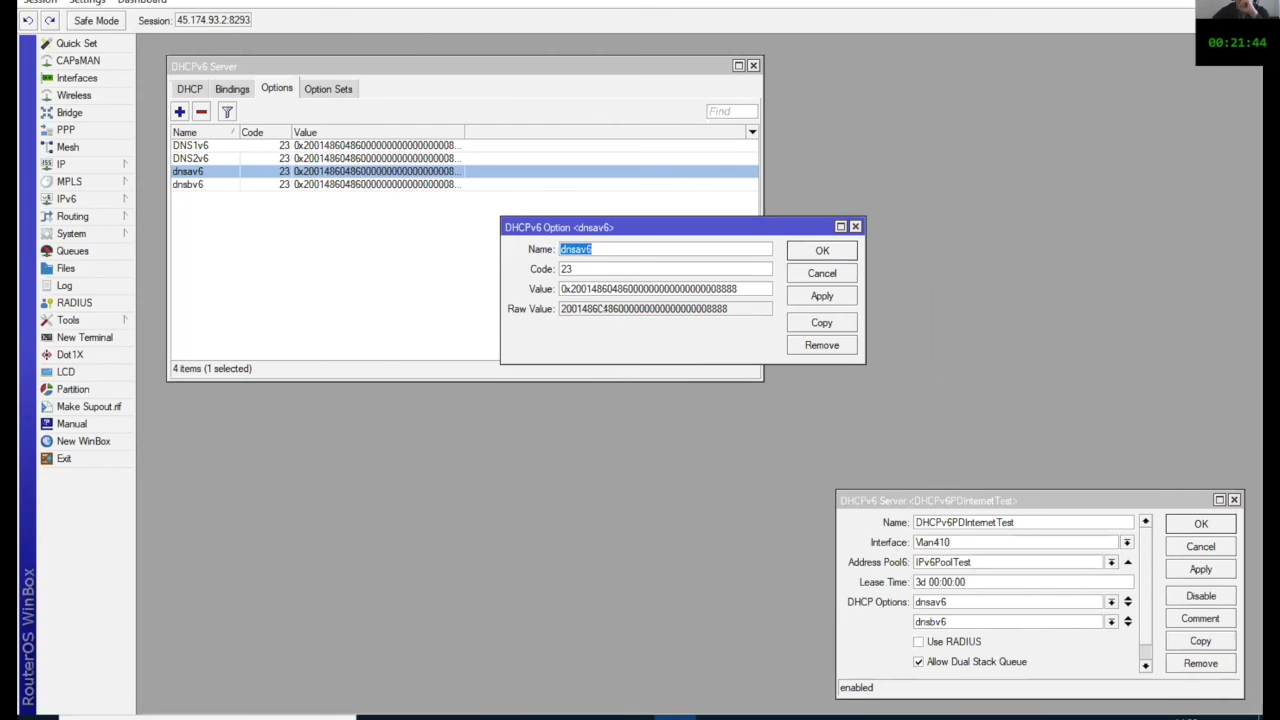 Session Settings Dashboard
Safe Mode Session: 45.174.93.2:8293
00:21:44
Quick Set
CAPsMAN
Interfaces
Wireless
Bridge
PPP
Mesh
IP
MPLS
IPv6
Routing
System
Queues
Files
Log
RADIUS
Tools
New Terminal
Dot1X
LCD
Partition
Make Supout.rif
Manual
New WinBox
Exit
RouterOS WinBox
DHCPv6 Server
DHCP Bindings Options Option Sets
Find
Name Code Value
DNS1v6 23 0x20014860486000000000000000008...
DNS2v6 23 0x20014860486000000000000000008...
dnsav6 23 0x20014860486000000000000000008...
dnsbv6 23 0x20014860486000000000000000008...
4 items (1 selected)
DHCPv6 Option <dnsav6>
Name: dnsav6
Code: 23
Value: 0x20014860486000000000000000008888
Raw Value: 20014860486000000000000000008888
OK
Cancel
Apply
Copy
Remove
DHCPv6 Server <DHCPv6PDInternetTest>
Name: DHCPv6PDInternetTest
Interface: Vlan410
Address Pool6: IPv6PoolTest
Lease Time: 3d 00:00:00
DHCP Options: dnsav6
dnsbv6
Use RADIUS
Allow Dual Stack Queue
enabled
OK
Cancel
Apply
Disable
Comment
Copy
Remove